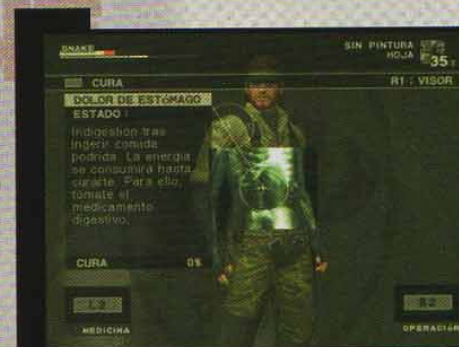 SNAKE
SIN PINTURA
HOJA
35
R1 : VISOR
CURA
DOLOR DE ESTÓMAGO
ESTADO :
Indigestión tras
ingerir comida
podrida. La energía
se consumirá hasta
curarte. Para ello,
tómate el
medicamento
digestivo.
CURA 0%
L2
R2
MEDICINA
OPERACIÓN